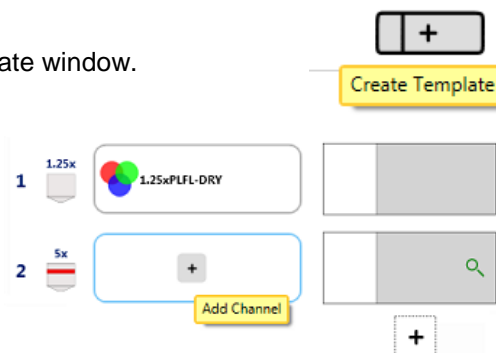 +
ate window.
Create Template
1.25x
1
1.25xPLFL-DRY
5x
2
+
Add Channel
+